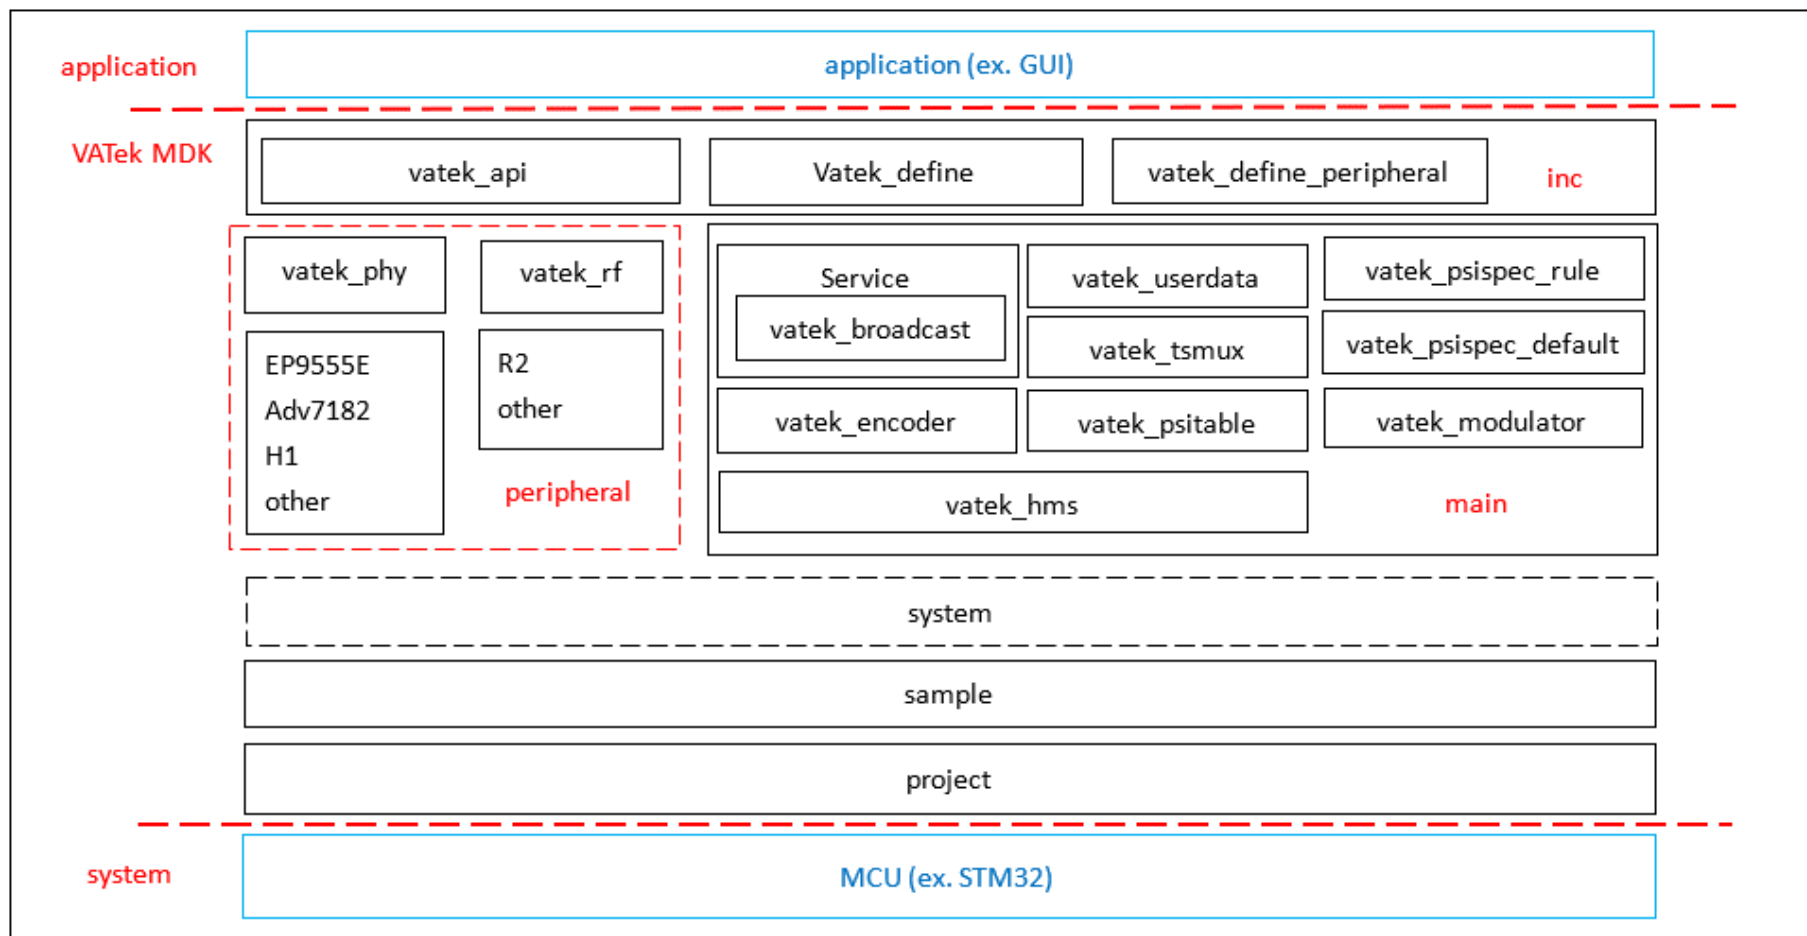 application
application (ex. GUI)
VATek MDK
vatek_api
Vatek_define
vatek_define_peripheral
inc
vatek_phy
vatek_rf
EP9555E
Adv7182
H1
other
R2
other
peripheral
Service
vatek_broadcast
vatek_userdata
vatek_psispec_rule
vatek_tsmux
vatek_psispec_default
vatek_encoder
vatek_psitable
vatek_modulator
vatek_hms
main
system
sample
project
system
MCU (ex. STM32)